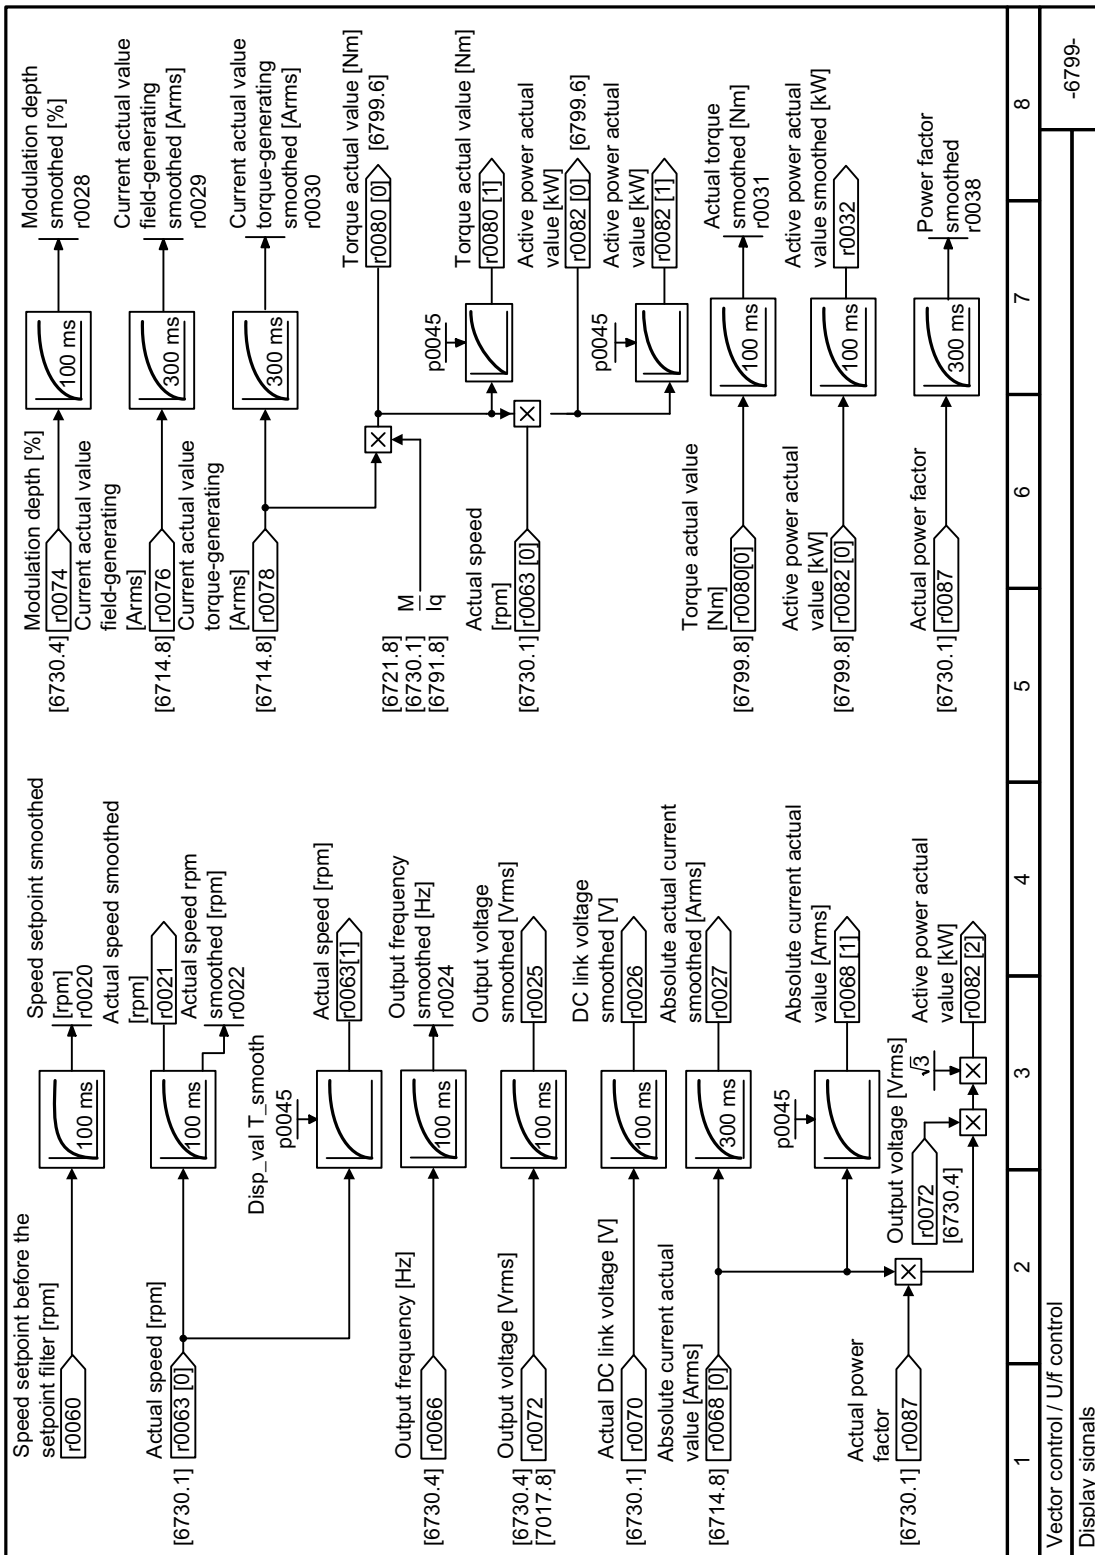 Speed setpoint before the
setpoint filter [rpm]
r0060
100 ms
Speed setpoint smoothed
[rpm]
r0020
Actual speed [rpm]
[6730.1]
r0063 [0]
100 ms
Actual speed smoothed
[rpm]
r0021
Actual speed rpm
smoothed [rpm]
r0022
Disp_val T_smooth
p0045
Actual speed [rpm]
r0063[1]
Output frequency [Hz]
[6730.4]
r0066
100 ms
Output frequency
smoothed [Hz]
r0024
Output voltage [Vrms]
[6730.4]
[7017.8]
r0072
100 ms
Output voltage
smoothed [Vrms]
r0025
Actual DC link voltage [V]
[6730.1]
r0070
100 ms
DC link voltage
smoothed [V]
r0026
Absolute current actual
value [Arms]
[6714.8]
r0068 [0]
300 ms
Absolute actual current
smoothed [Arms]
r0027
p0045
Absolute current actual
value [Arms]
r0068 [1]
Actual power
factor
[6730.1]
r0087
×
Output voltage [Vrms]
r0072
[6730.4]
×
√3
×
Active power actual
value [kW]
r0082 [2]
Modulation depth [%]
[6730.4]
r0074
100 ms
Modulation depth
smoothed [%]
r0028
Current actual value
field-generating
[Arms]
[6714.8]
r0076
300 ms
Current actual value
field-generating
smoothed [Arms]
r0029
Current actual value
torque-generating
[Arms]
[6714.8]
r0078
300 ms
Current actual value
torque-generating
smoothed [Arms]
r0030
[6721.8]
[6730.1]
[6791.8]
M
Iq
×
Torque actual value [Nm]
r0080 [0]
[6799.6]
p0045
Torque actual value [Nm]
r0080 [1]
Actual speed
[rpm]
[6730.1]
r0063 [0]
×
Active power actual
value [kW]
r0082 [0]
[6799.6]
p0045
Active power actual
value [kW]
r0082 [1]
Torque actual value
[Nm]
[6799.8]
r0080[0]
100 ms
Actual torque
smoothed [Nm]
r0031
Active power actual
value [kW]
[6799.8]
r0082 [0]
100 ms
Active power actual
value smoothed [kW]
r0032
Actual power factor
[6730.1]
r0087
300 ms
Power factor
smoothed
r0038
1 2 3 4 5 6 7 8
Vector control / U/f control
Display signals
-6799-